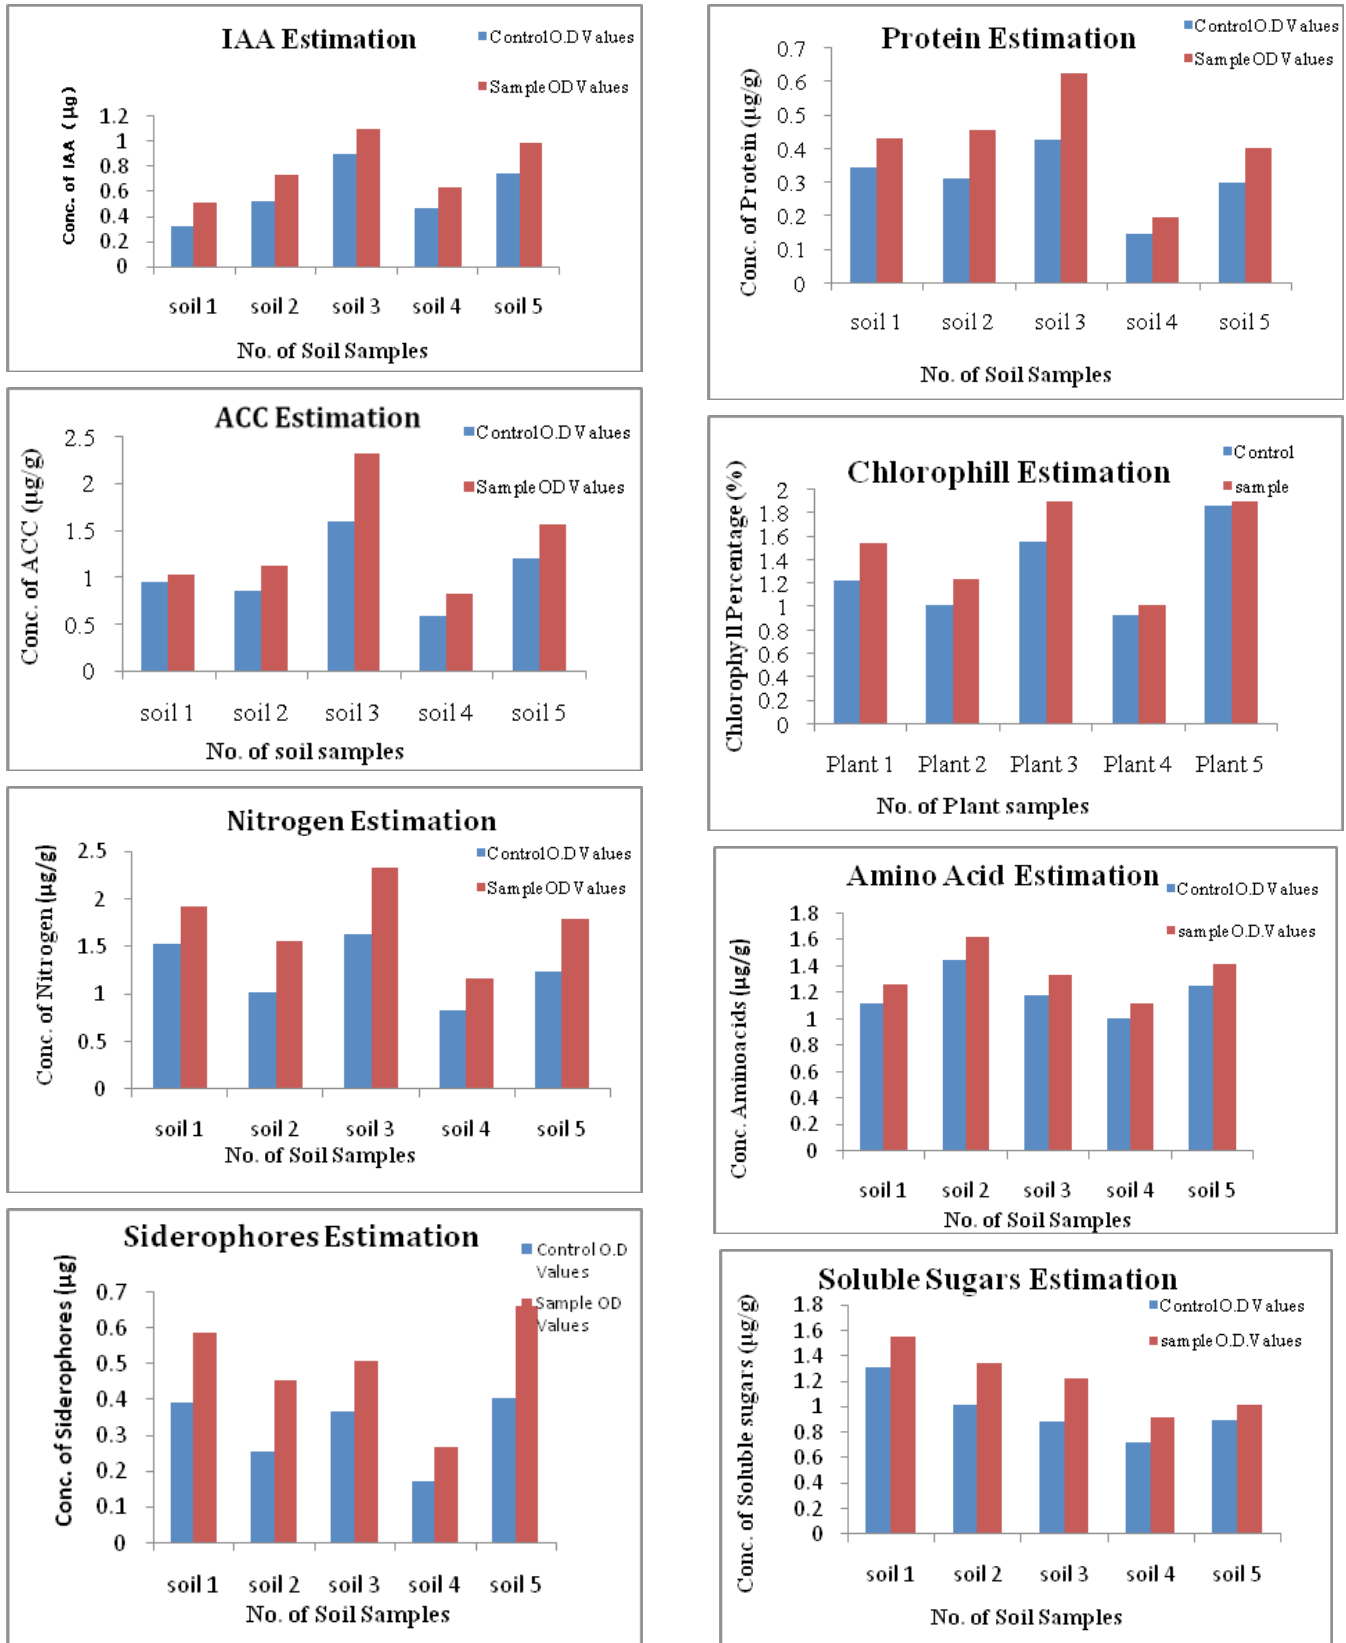 IAA Estimation
Control O.D Values
Sample OD Values
Conc. of IAA (µg)
1.2
1
0.8
0.6
0.4
0.2
0
soil 1 soil 2 soil 3 soil 4 soil 5
No. of Soil Samples
ACC Estimation
Control O.D Values
Sample OD Values
Conc. of ACC (µg/g)
2.5
2
1.5
1
0.5
0
soil 1 soil 2 soil 3 soil 4 soil 5
No. of soil samples
Nitrogen Estimation
Control O.D Values
Sample OD Values
Conc. of Nitrogen (µg/g)
2.5
2
1.5
1
0.5
0
soil 1 soil 2 soil 3 soil 4 soil 5
No. of Soil Samples
Siderophores Estimation
Control O.D
Values
Sample OD
Values
Conc. of Siderophores (µg)
0.7
0.6
0.5
0.4
0.3
0.2
0.1
0
soil 1 soil 2 soil 3 soil 4 soil 5
No. of Soil Samples
Protein Estimation
Control O.D Values
Sample OD Values
Conc. of Protein (µg/g)
0.7
0.6
0.5
0.4
0.3
0.2
0.1
0
soil 1 soil 2 soil 3 soil 4 soil 5
No. of Soil Samples
Chlorophill Estimation
Control
sample
Chlorophyll Percentage (%)
2
1.8
1.6
1.4
1.2
1
0.8
0.6
0.4
0.2
0
Plant 1 Plant 2 Plant 3 Plant 4 Plant 5
No. of Plant samples
Amino Acid Estimation
Control O.D Values
sample O.D.Values
Conc. Aminoacids (µg/g)
1.8
1.6
1.4
1.2
1
0.8
0.6
0.4
0.2
0
soil 1 soil 2 soil 3 soil 4 soil 5
No. of Soil Samples
Soluble Sugars Estimation
Control O.D Values
sample O.D.Values
Conc. of Soluble sugars (µg/g)
1.8
1.6
1.4
1.2
1
0.8
0.6
0.4
0.2
0
soil 1 soil 2 soil 3 soil 4 soil 5
No. of Soil Samples